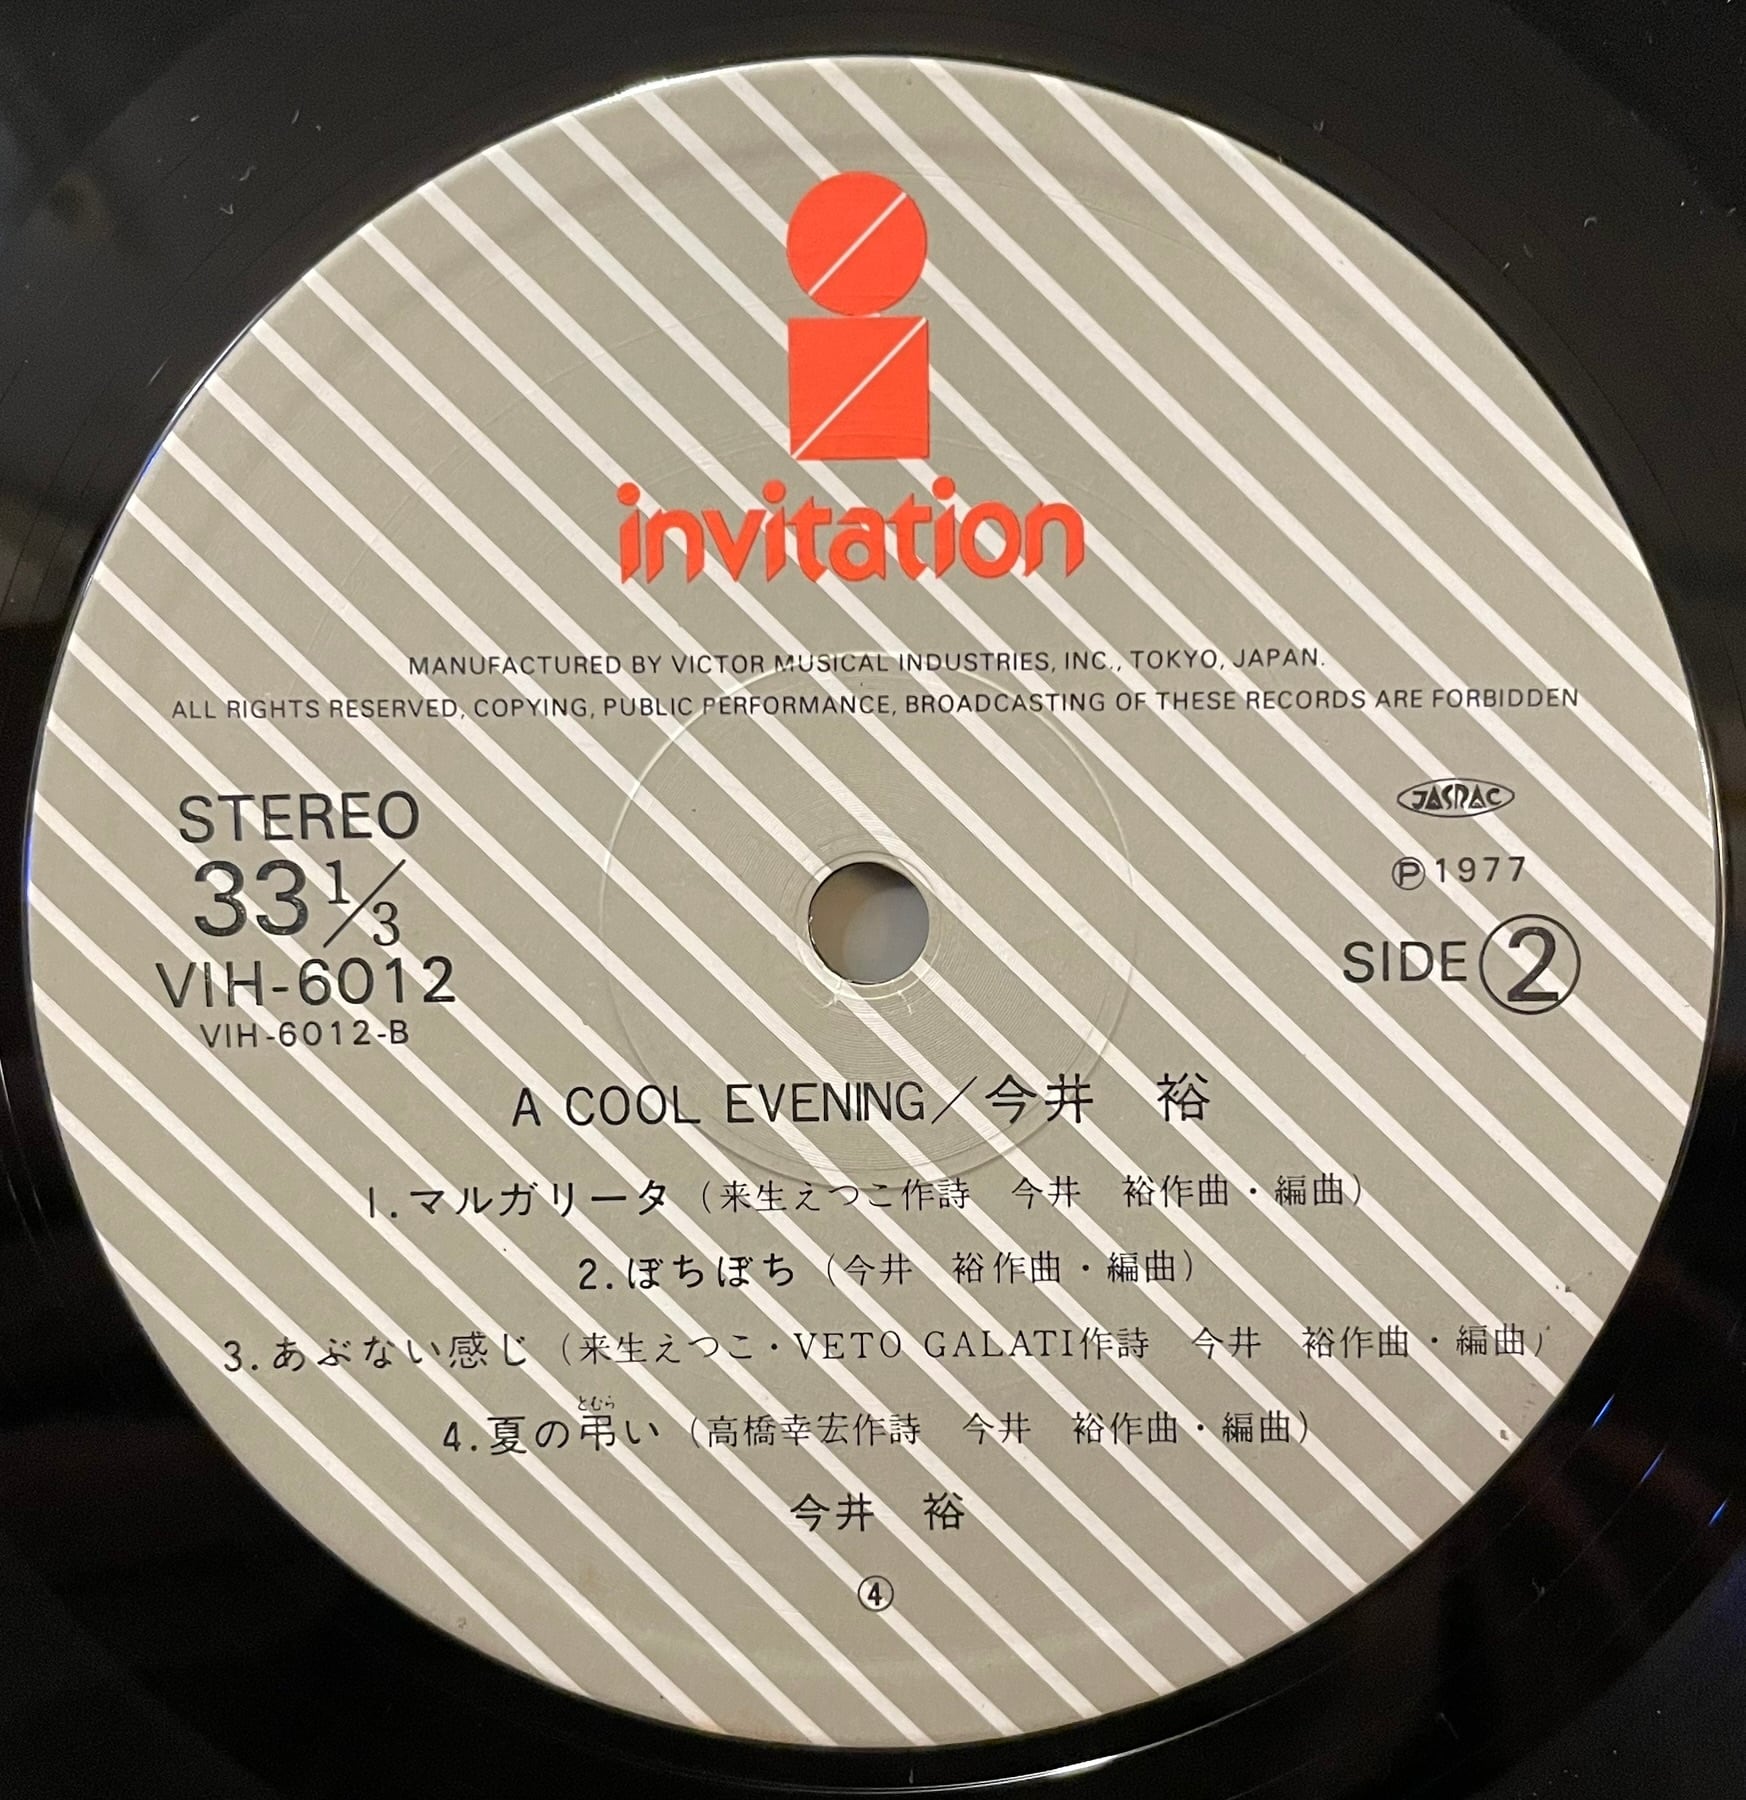 invitation
MANUFACTURED BY VICTOR MUSICAL INDUSTRIES, INC., TOKYO, JAPAN.
ALL RIGHTS RESERVED, COPYING, PUBLIC PERFORMANCE, BROADCASTING OF THESE RECORDS ARE FORBIDDEN
STEREO
33 1/3
VIH-6012
VIH-6012-B
JASRAC
Ⓟ1977
SIDE ②
A COOL EVENING／今井　裕
1. マルガリータ（来生えつこ作詩　今井　裕作曲・編曲）
2. ぼちぼち（今井　裕作曲・編曲）
3. あぶない感じ（来生えつこ・VETO GALATI作詩　今井　裕作曲・編曲）
とむら
4. 夏の弔い（高橋幸宏作詩　今井　裕作曲・編曲）
今井　裕
④